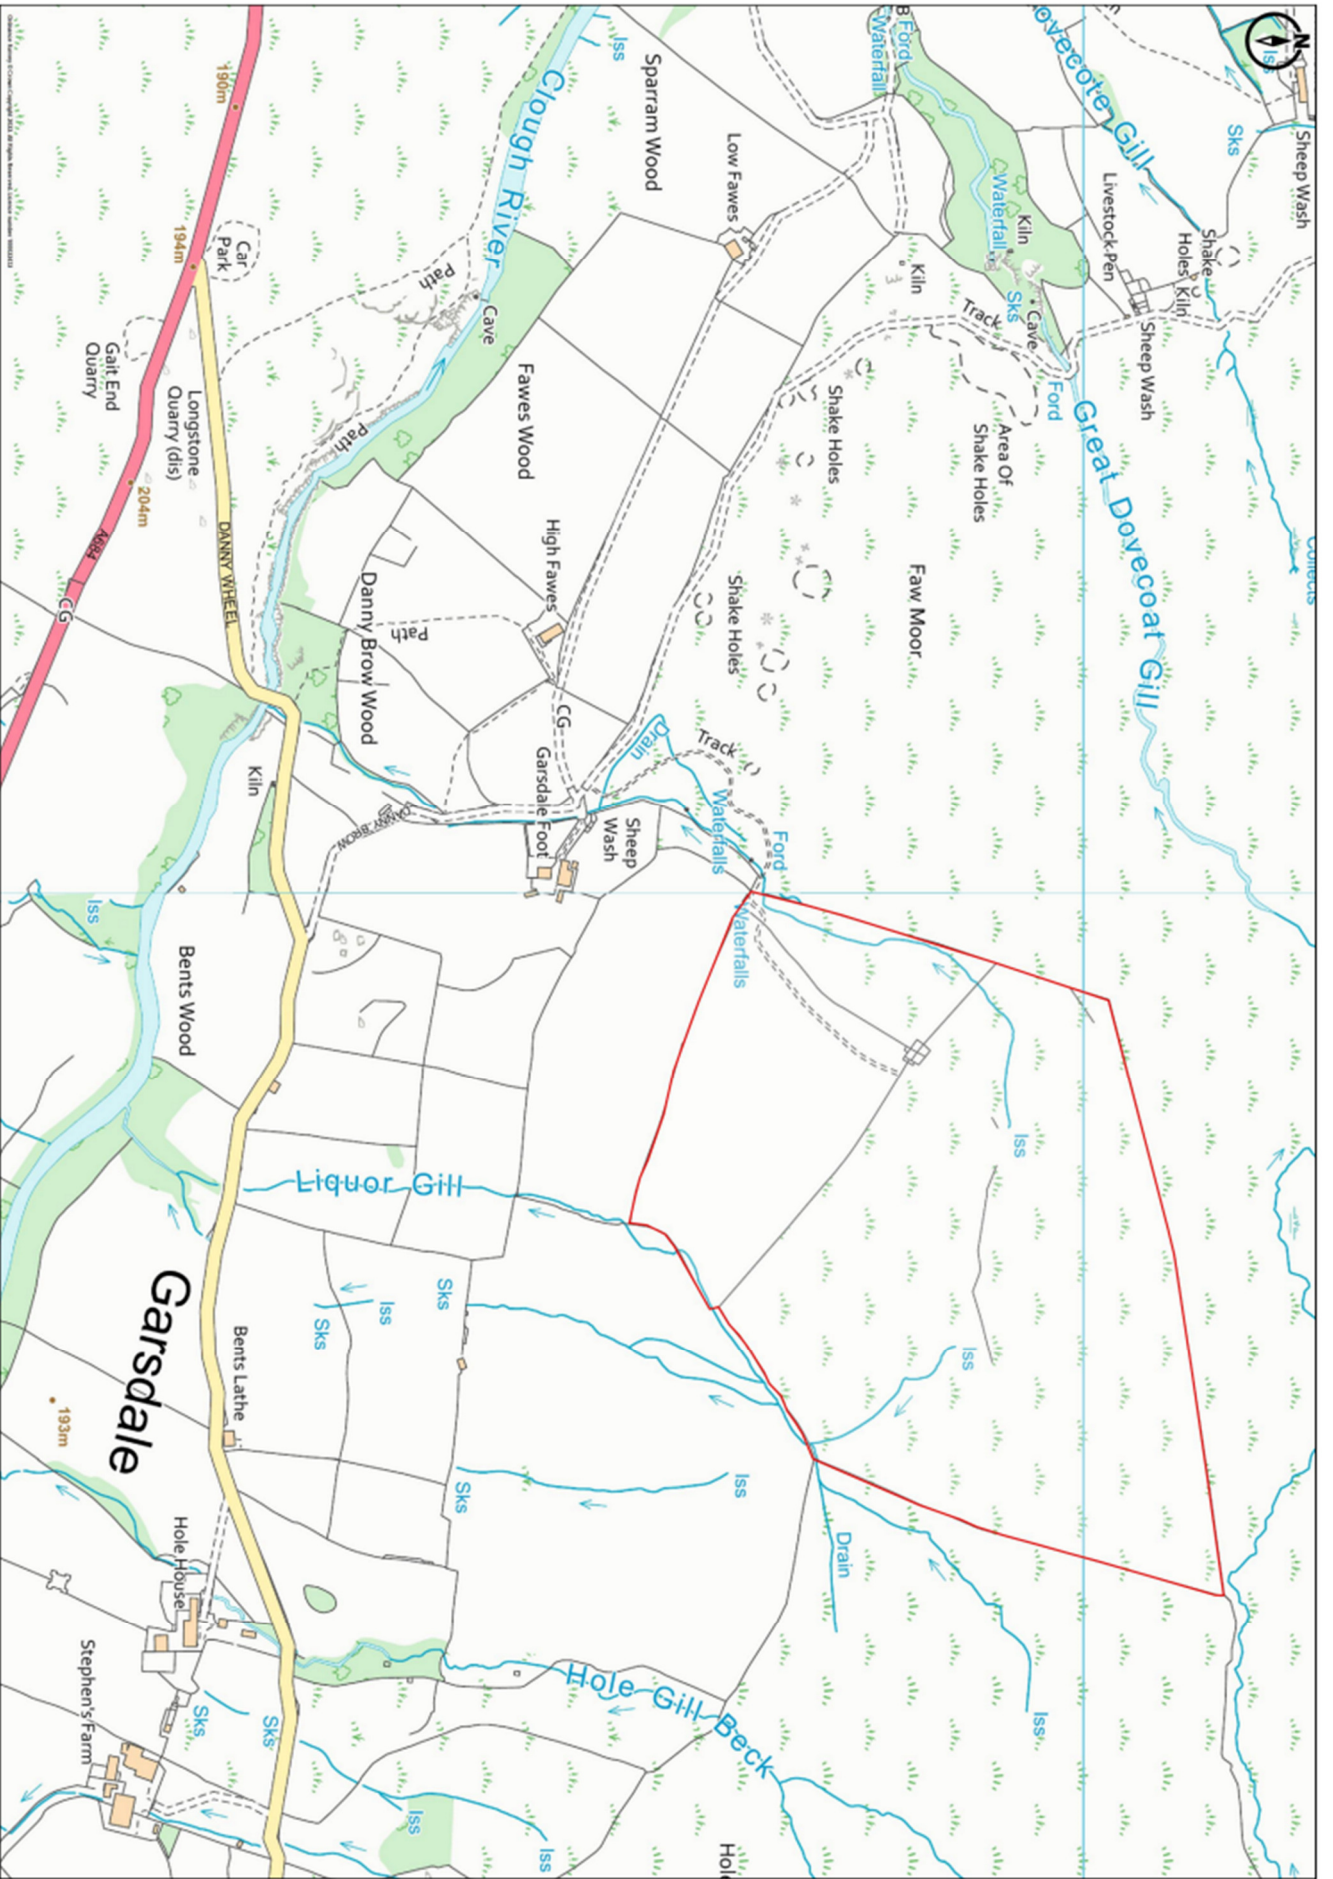 N
Sheep Wash
Iss
Sks
Shake
Holes
Kiln
Sheep Wash
Livestock Pen
ovecote Gill
Great Dovecoat Gill
Ford
Cave
Kiln
Sks
Waterfall
Area Of
Shake Holes
Track
Kiln
Faw Moor
Iss
Iss
Iss
Ford
Waterfall
Shake Holes
Shake Holes
Drain
Ford
Waterfalls
Waterfalls
Track
Iss
Hole
Low Fawes
Sparram Wood
Iss
Drain
Sheep
Wash
Hole Gill Beck
CG
High Fawes
Garsdale Foot
Iss
Fawes Wood
Clough River
Cave
Path
Path
Path
Danny Brow Wood
DANNY BROW
Liquor Gill
Sks
Sks
Iss
Sks
Iss
Kiln
Car
Park
DANNY WHEEL
Bents Lathe
Sks
Sks
190m
194m
Longstone
Quarry (dis)
204m
Bents Wood
Hole House
Garsdale
Gait End
Quarry
A684
CG
Iss
193m
Stephen's Farm